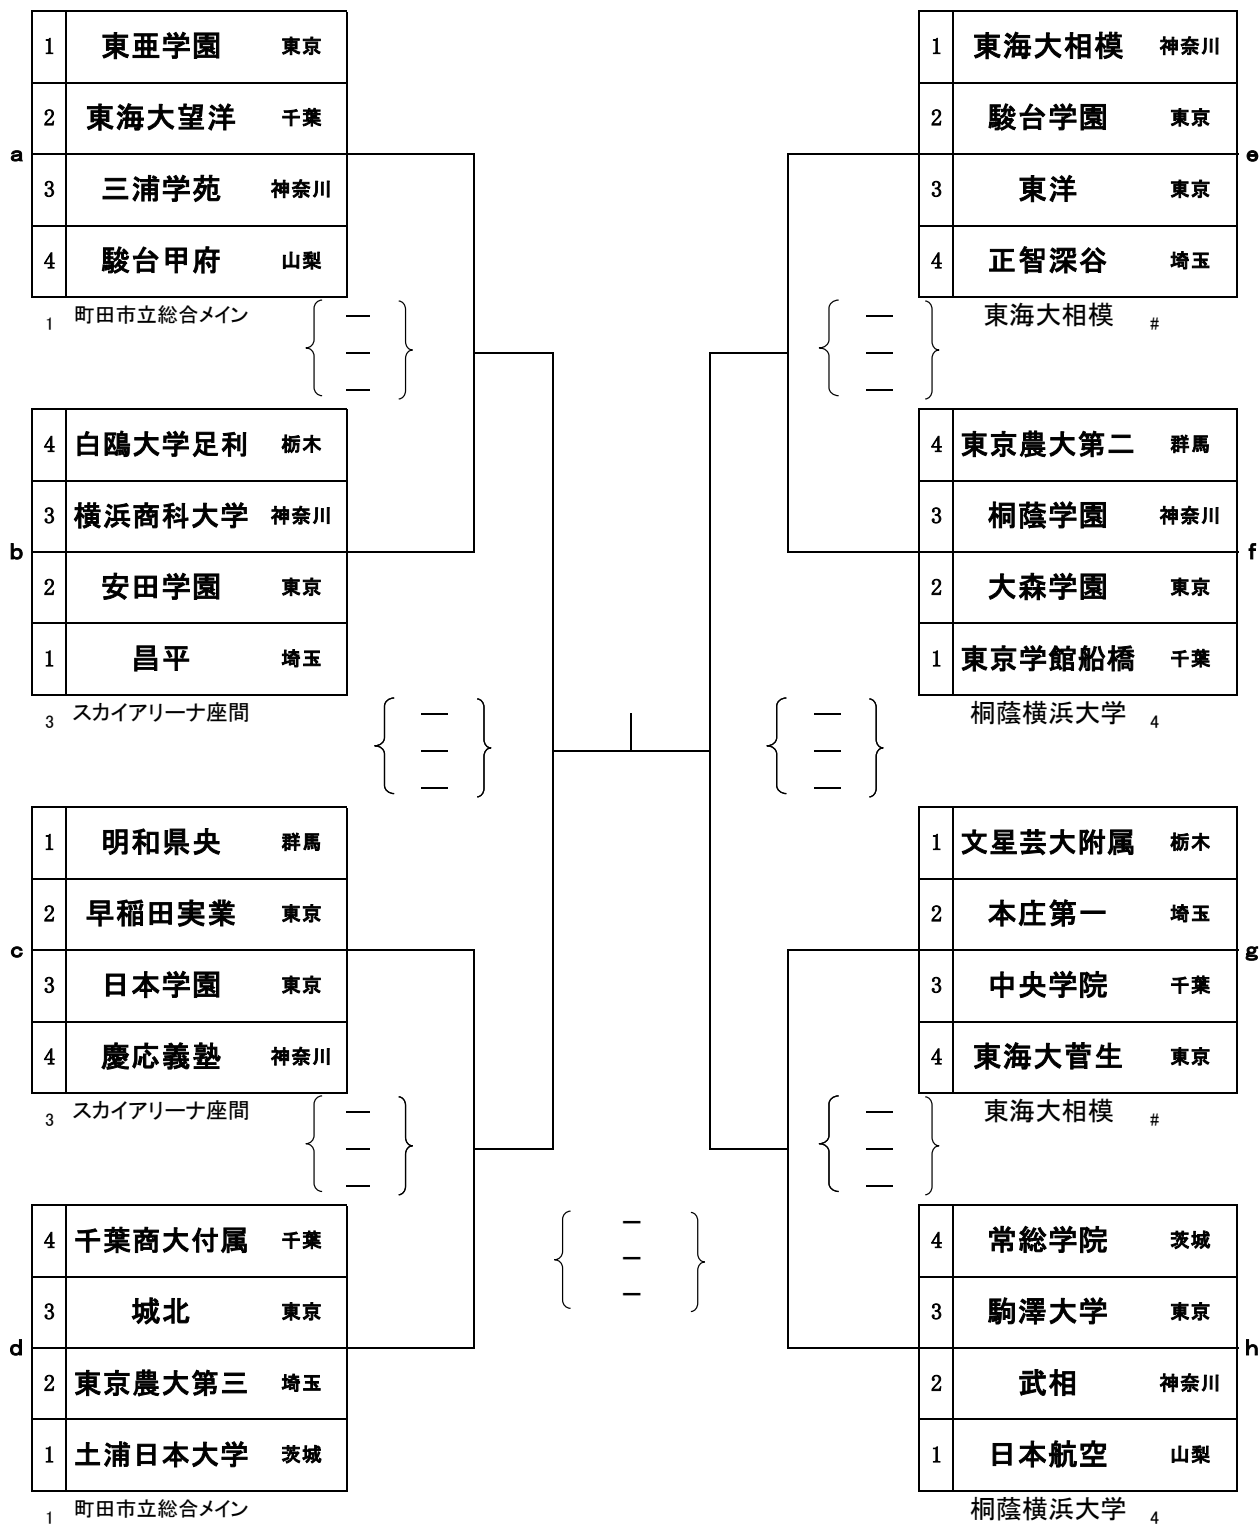 a
1 東亜学園 東京
2 東海大望洋 千葉
3 三浦学苑 神奈川
4 駿台甲府 山梨
1 町田市立総合メイン
b
4 白鴎大学足利 栃木
3 横浜商科大学 神奈川
2 安田学園 東京
1 昌平 埼玉
3 スカイアリーナ座間
c
1 明和県央 群馬
2 早稲田実業 東京
3 日本学園 東京
4 慶応義塾 神奈川
3 スカイアリーナ座間
d
4 千葉商大付属 千葉
3 城北 東京
2 東京農大第三 埼玉
1 土浦日本大学 茨城
1 町田市立総合メイン
e
1 東海大相模 神奈川
2 駿台学園 東京
3 東洋 東京
4 正智深谷 埼玉
東海大相模 #
f
4 東京農大第二 群馬
3 桐蔭学園 神奈川
2 大森学園 東京
1 東京学館船橋 千葉
桐蔭横浜大学 4
g
1 文星芸大附属 栃木
2 本庄第一 埼玉
3 中央学院 千葉
4 東海大菅生 東京
東海大相模 #
h
4 常総学院 茨城
3 駒澤大学 東京
2 武相 神奈川
1 日本航空 山梨
桐蔭横浜大学 4